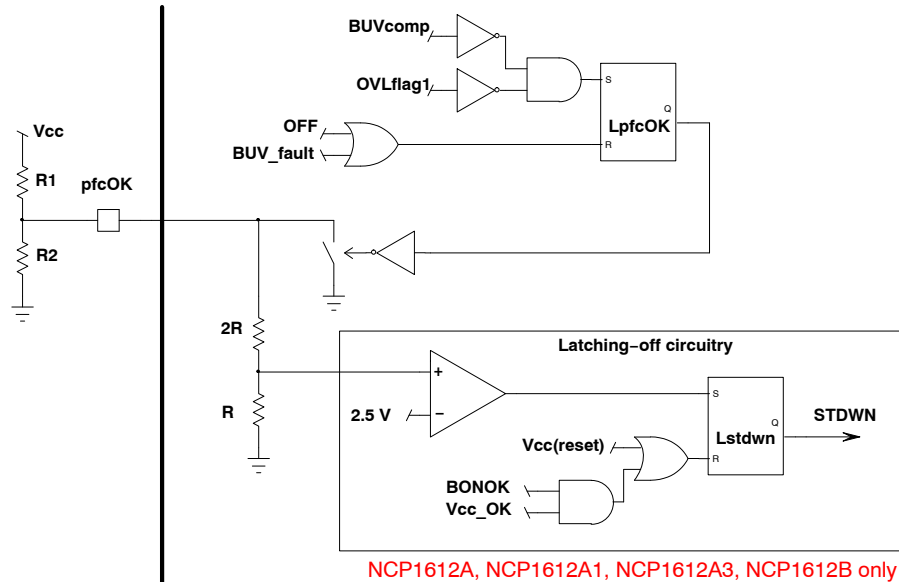 BUVcomp
OVLflag1
S
Q
LpfcOK
R
OFF
BUV_fault
Vcc
R1
pfcOK
R2
2R
R
Latching−off circuitry
+
2.5 V
−
S
Q
STDWN
Lstdwn
R
Vcc(reset)
BONOK
Vcc_OK
NCP1612A, NCP1612A1, NCP1612A3, NCP1612B only